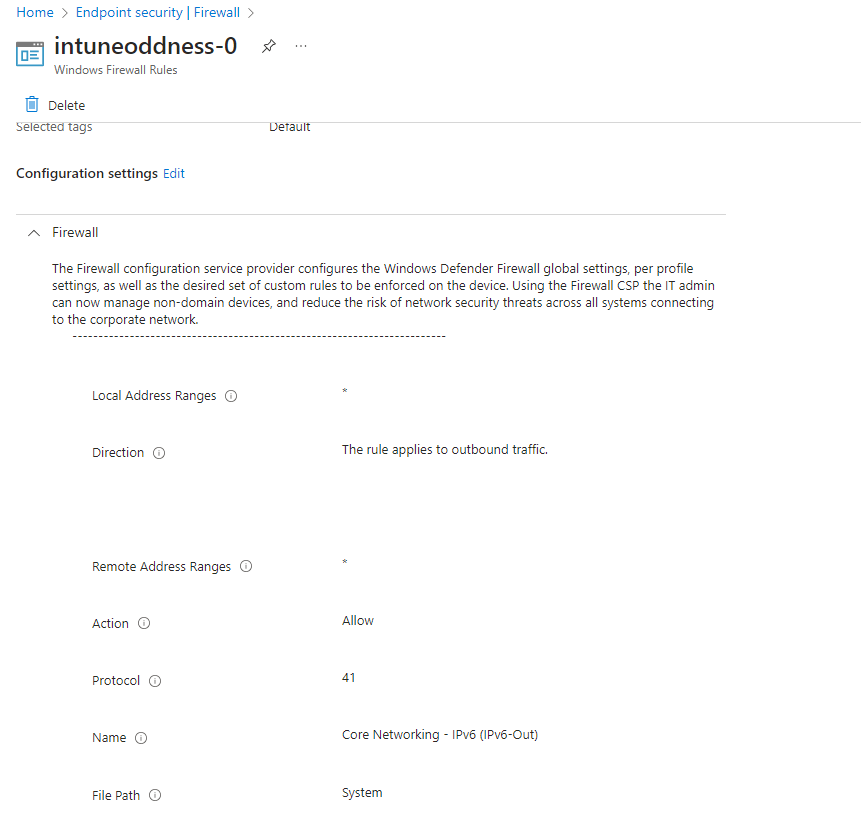 Home > Endpoint security | Firewall >
intuneoddness-0 ...
Windows Firewall Rules
Delete
Selected tags Default
Configuration settings Edit
Firewall
The Firewall configuration service provider configures the Windows Defender Firewall global settings, per profile
settings, as well as the desired set of custom rules to be enforced on the device. Using the Firewall CSP the IT admin
can now manage non-domain devices, and reduce the risk of network security threats across all systems connecting
to the corporate network.
-----------------------------------------------------------------------
Local Address Ranges *
Direction The rule applies to outbound traffic.
Remote Address Ranges *
Action Allow
Protocol 41
Name Core Networking - IPv6 (IPv6-Out)
File Path System